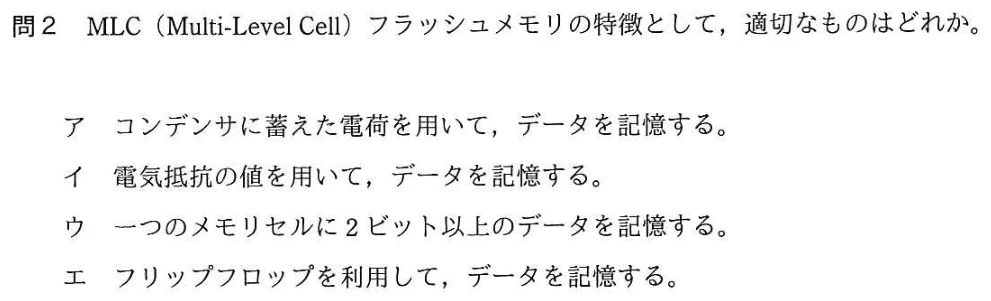 問2 MLC（Multi-Level Cell）フラッシュメモリの特徴として，適切なものはどれか。
ア コンデンサに蓄えた電荷を用いて，データを記憶する。
イ 電気抵抗の値を用いて，データを記憶する。
ウ 一つのメモリセルに2ビット以上のデータを記憶する。
エ フリップフロップを利用して，データを記憶する。